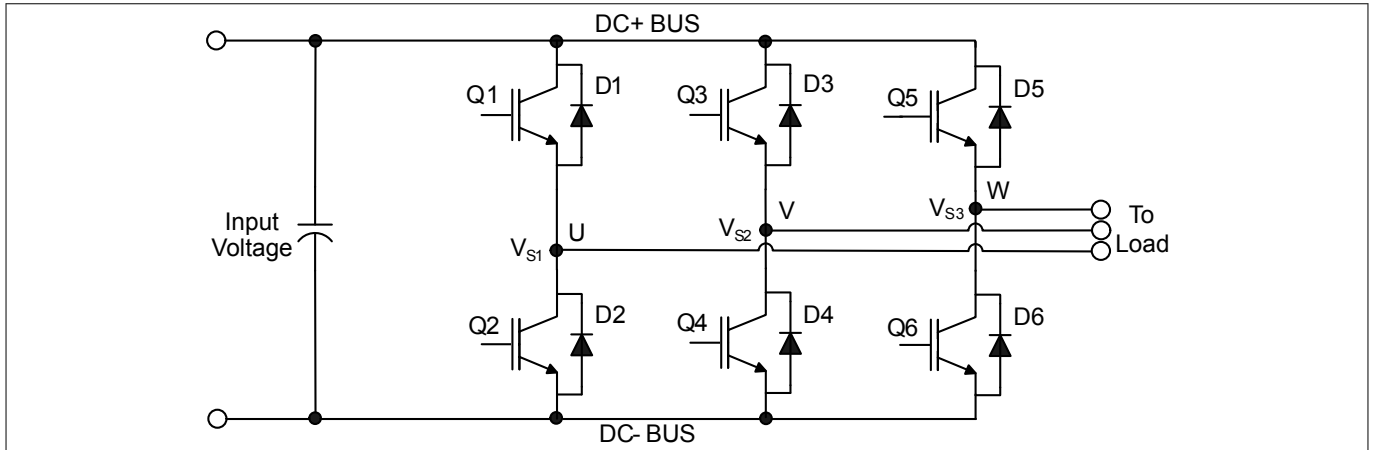 DC+ BUS
Q1
D1
Q3
D3
Q5
D5
Input
Voltage
VS1
U
VS2
V
VS3
W
To
Load
Q2
D2
Q4
D4
Q6
D6
DC- BUS